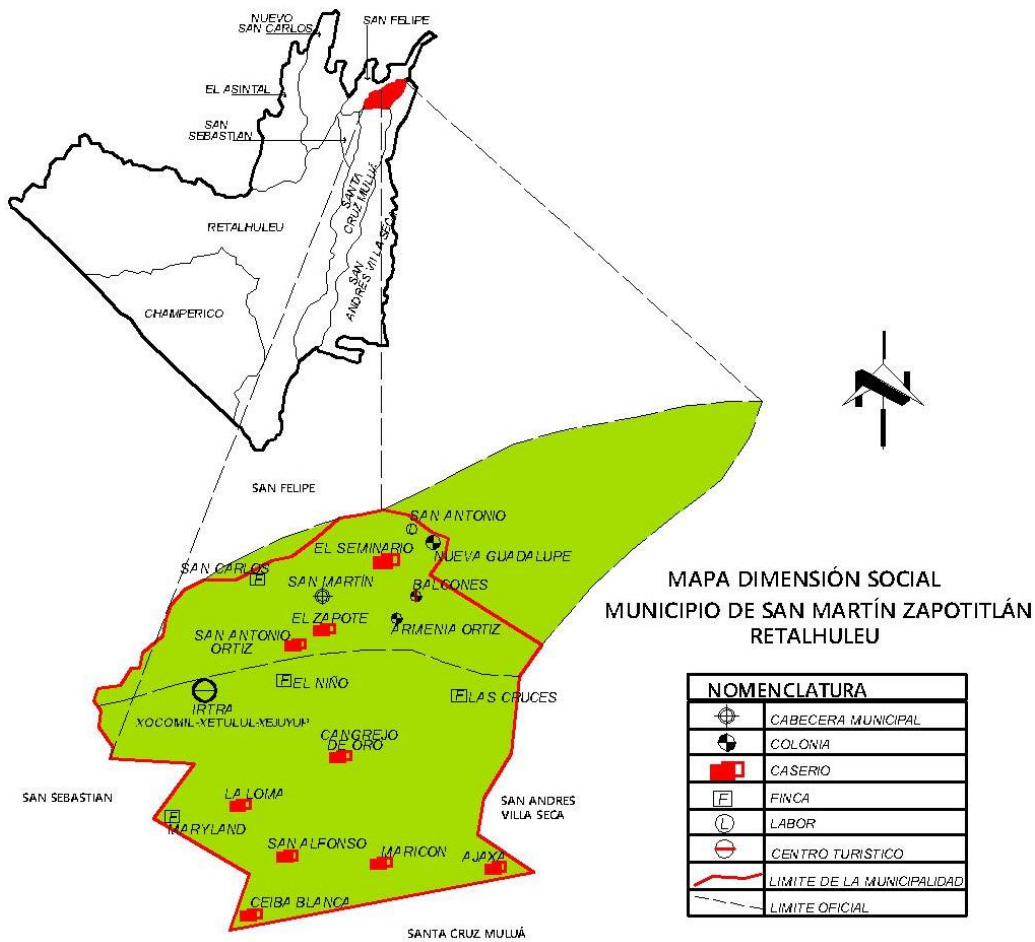 NUEVO
SAN CARLOS
SAN FELIPE
EL ASINTAL
SAN
SEBASTIAN
SANTA
CRUZ MULUÁ
RETALHULEU
SAN
ANDRES VILLA SECA
CHAMPERICO
SAN FELIPE
SAN ANTONIO
EL SEMINARIO
NUEVA GUADALUPE
SAN CARLOS
SAN MARTÍN
BALCONES
EL ZAPOTE
ARMENIA ORTIZ
SAN ANTONIO
ORTIZ
F
L
F
EL NIÑO
F
LAS CRUCES
IRTRA
XOCOMIL-XETULUL-XEJUYUP
CANGREJO
DE ORO
LA LOMA
SAN SEBASTIAN
SAN ANDRES
VILLA SECA
F
MARYLAND
SAN ALFONSO
MARICON
AJAXA
CEIBA BLANCA
SANTA CRUZ MULUÁ
MAPA DIMENSIÓN SOCIAL
MUNICIPIO DE SAN MARTÍN ZAPOTITLÁN
RETALHULEU
NOMENCLATURA
CABECERA MUNICIPAL
COLONIA
CASERIO
F FINCA
L LABOR
CENTRO TURISTICO
LIMITE DE LA MUNICIPALIDAD
LIMITE OFICIAL